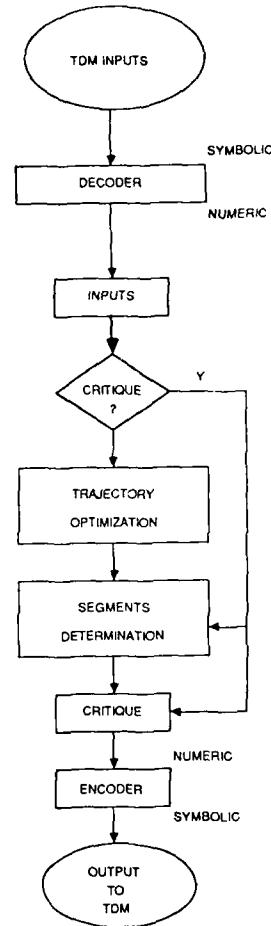 TDM INPUTS
SYMBOLIC
DECODER
NUMERIC
INPUTS
Y
CRITIQUE
?
TRAJECTORY
OPTIMIZATION
SEGMENTS
DETERMINATION
CRITIQUE
NUMERIC
ENCODER
SYMBOLIC
OUTPUT
TO
TDM